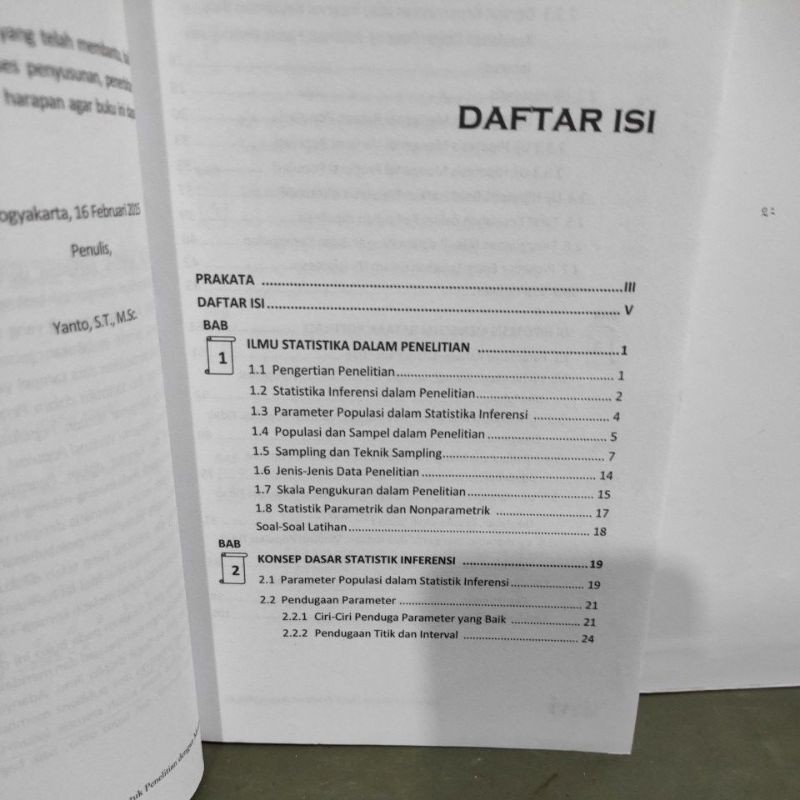 yang telah membantu,
penyusunan,
harapan agar buku ini
Yogyakarta, 16 Februari 2015
Penulis,
Yanto, S.T., M.Sc
DAFTAR ISI
PRAKATA ........ III
DAFTAR ISI ........ V
BAB
1
ILMU STATISTIKA DALAM PENELITIAN ........ 1
1.1 Pengertian Penelitian ........ 1
1.2 Statistika Inferensi dalam Penelitian ........ 2
1.3 Parameter Populasi dalam Statistika Inferensi ........ 4
1.4 Populasi dan Sampel dalam Penelitian ........ 5
1.5 Sampling dan Teknik Sampling ........ 7
1.6 Jenis-Jenis Data Penelitian ........ 14
1.7 Skala Pengukuran dalam Penelitian ........ 15
1.8 Statistik Parametrik dan Nonparametrik ........ 17
Soal-Soal Latihan ........ 18
BAB
2
KONSEP DASAR STATISTIK INFERENSI ........ 19
2.1 Parameter Populasi dalam Statistik Inferensi ........ 19
2.2 Pendugaan Parameter ........ 21
2.2.1 Ciri-Ciri Penduga Parameter yang Baik ........ 21
2.2.2 Pendugaan Titik dan Interval ........ 24
untuk Penelitian dengan